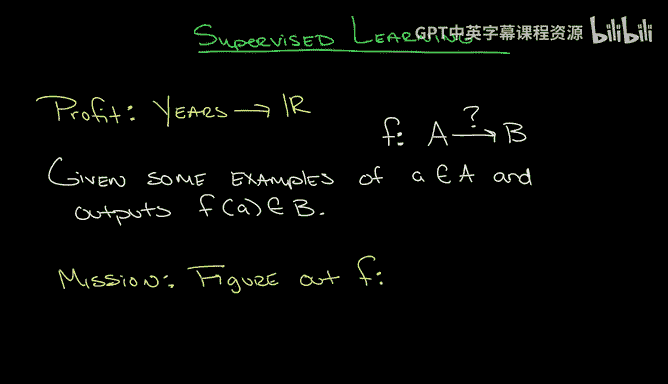 Supervised Learning GPT中英字幕课程资源 bilibili
Profit: Years → ℝ
f: A →? B
Given some examples of a ∈ A and
outputs f(a) ∈ B.
Mission: Figure out f: